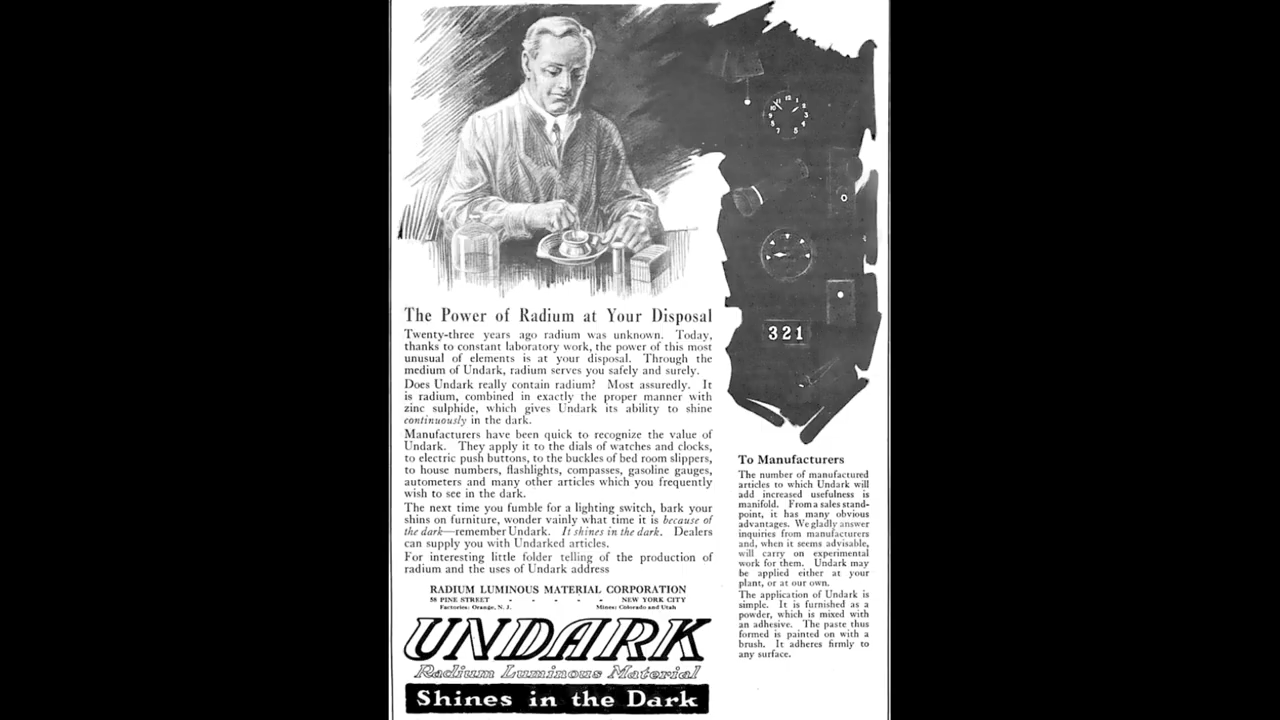 The Power of Radium at Your Disposal
Twenty-three years ago radium was unknown. Today,
thanks to constant laboratory work, the power of this most
unusual of elements is at your disposal. Through the
medium of Undark, radium serves you safely and surely.
Does Undark really contain radium? Most assuredly. It
is radium, combined in exactly the proper manner with
zinc sulphide, which gives Undark its ability to shine
continuously in the dark.
Manufacturers have been quick to recognize the value of
Undark. They apply it to the dials of watches and clocks,
to electric push buttons, to the buckles of bed room slippers,
to house numbers, flashlights, compasses, gasoline gauges,
autometers and many other articles which you frequently
wish to see in the dark.
The next time you fumble for a lighting switch, bark your
shins on furniture, wonder vainly what time it is because of
the dark—remember Undark. It shines in the dark. Dealers
can supply you with Undarked articles.
For interesting little folder telling of the production of
radium and the uses of Undark address
RADIUM LUMINOUS MATERIAL CORPORATION
58 PINE STREET - - - - - NEW YORK CITY
Factories: Orange, N. J. Mines: Colorado and Utah
UNDARK
Radium Luminous Material
Shines in the Dark
321
To Manufacturers
The number of manufactured
articles to which Undark will
add increased usefulness is
manifold. From a sales stand-
point, it has many obvious
advantages. We gladly answer
inquiries from manufacturers
and, when it seems advisable,
will carry on experimental
work for them. Undark may
be applied either at your
plant, or at our own.
The application of Undark is
simple. It is furnished as a
powder, which is mixed with
an adhesive. The paste thus
formed is painted on with a
brush. It adheres firmly to
any surface.